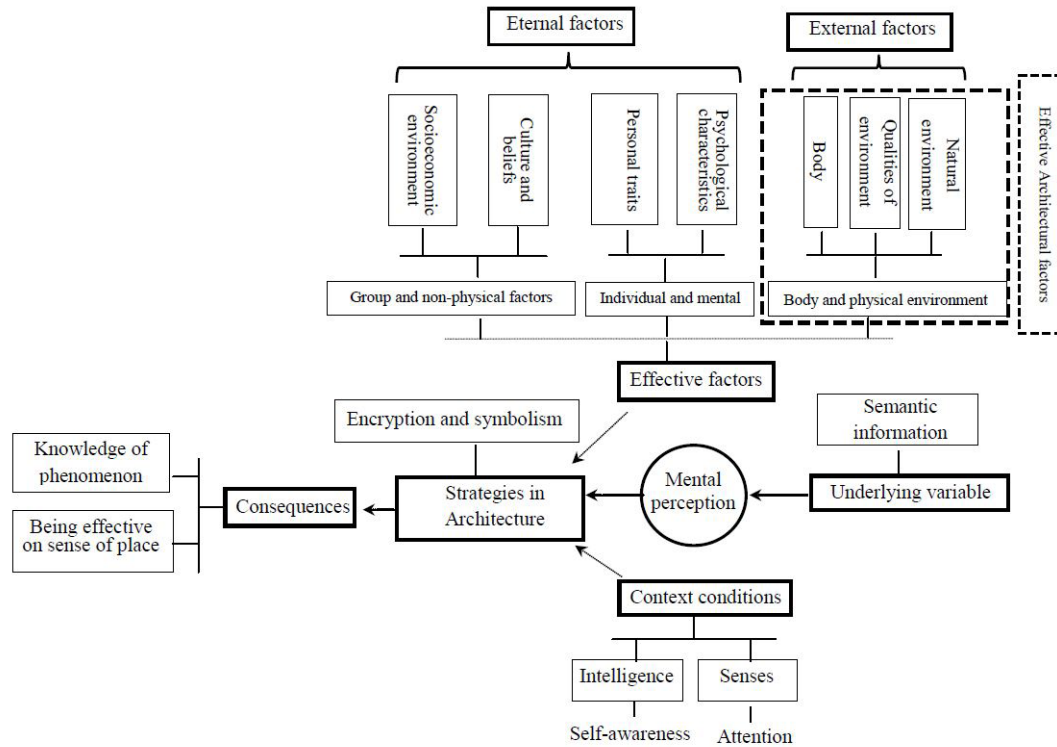 Eternal factors
External factors
Socioeconomic
environment
Culture and
beliefs
Personal traits
Psychological
characteristics
Body
Qualities of
environment
Natural
environment
Effective Architectural factors
Group and non-physical factors
Individual and mental
Body and physical environment
Effective factors
Encryption and symbolism
Semantic
information
Knowledge of
phenomenon
Being effective
on sense of place
Consequences
Strategies in
Architecture
Mental
perception
Underlying variable
Context conditions
Intelligence
Senses
Self-awareness
Attention